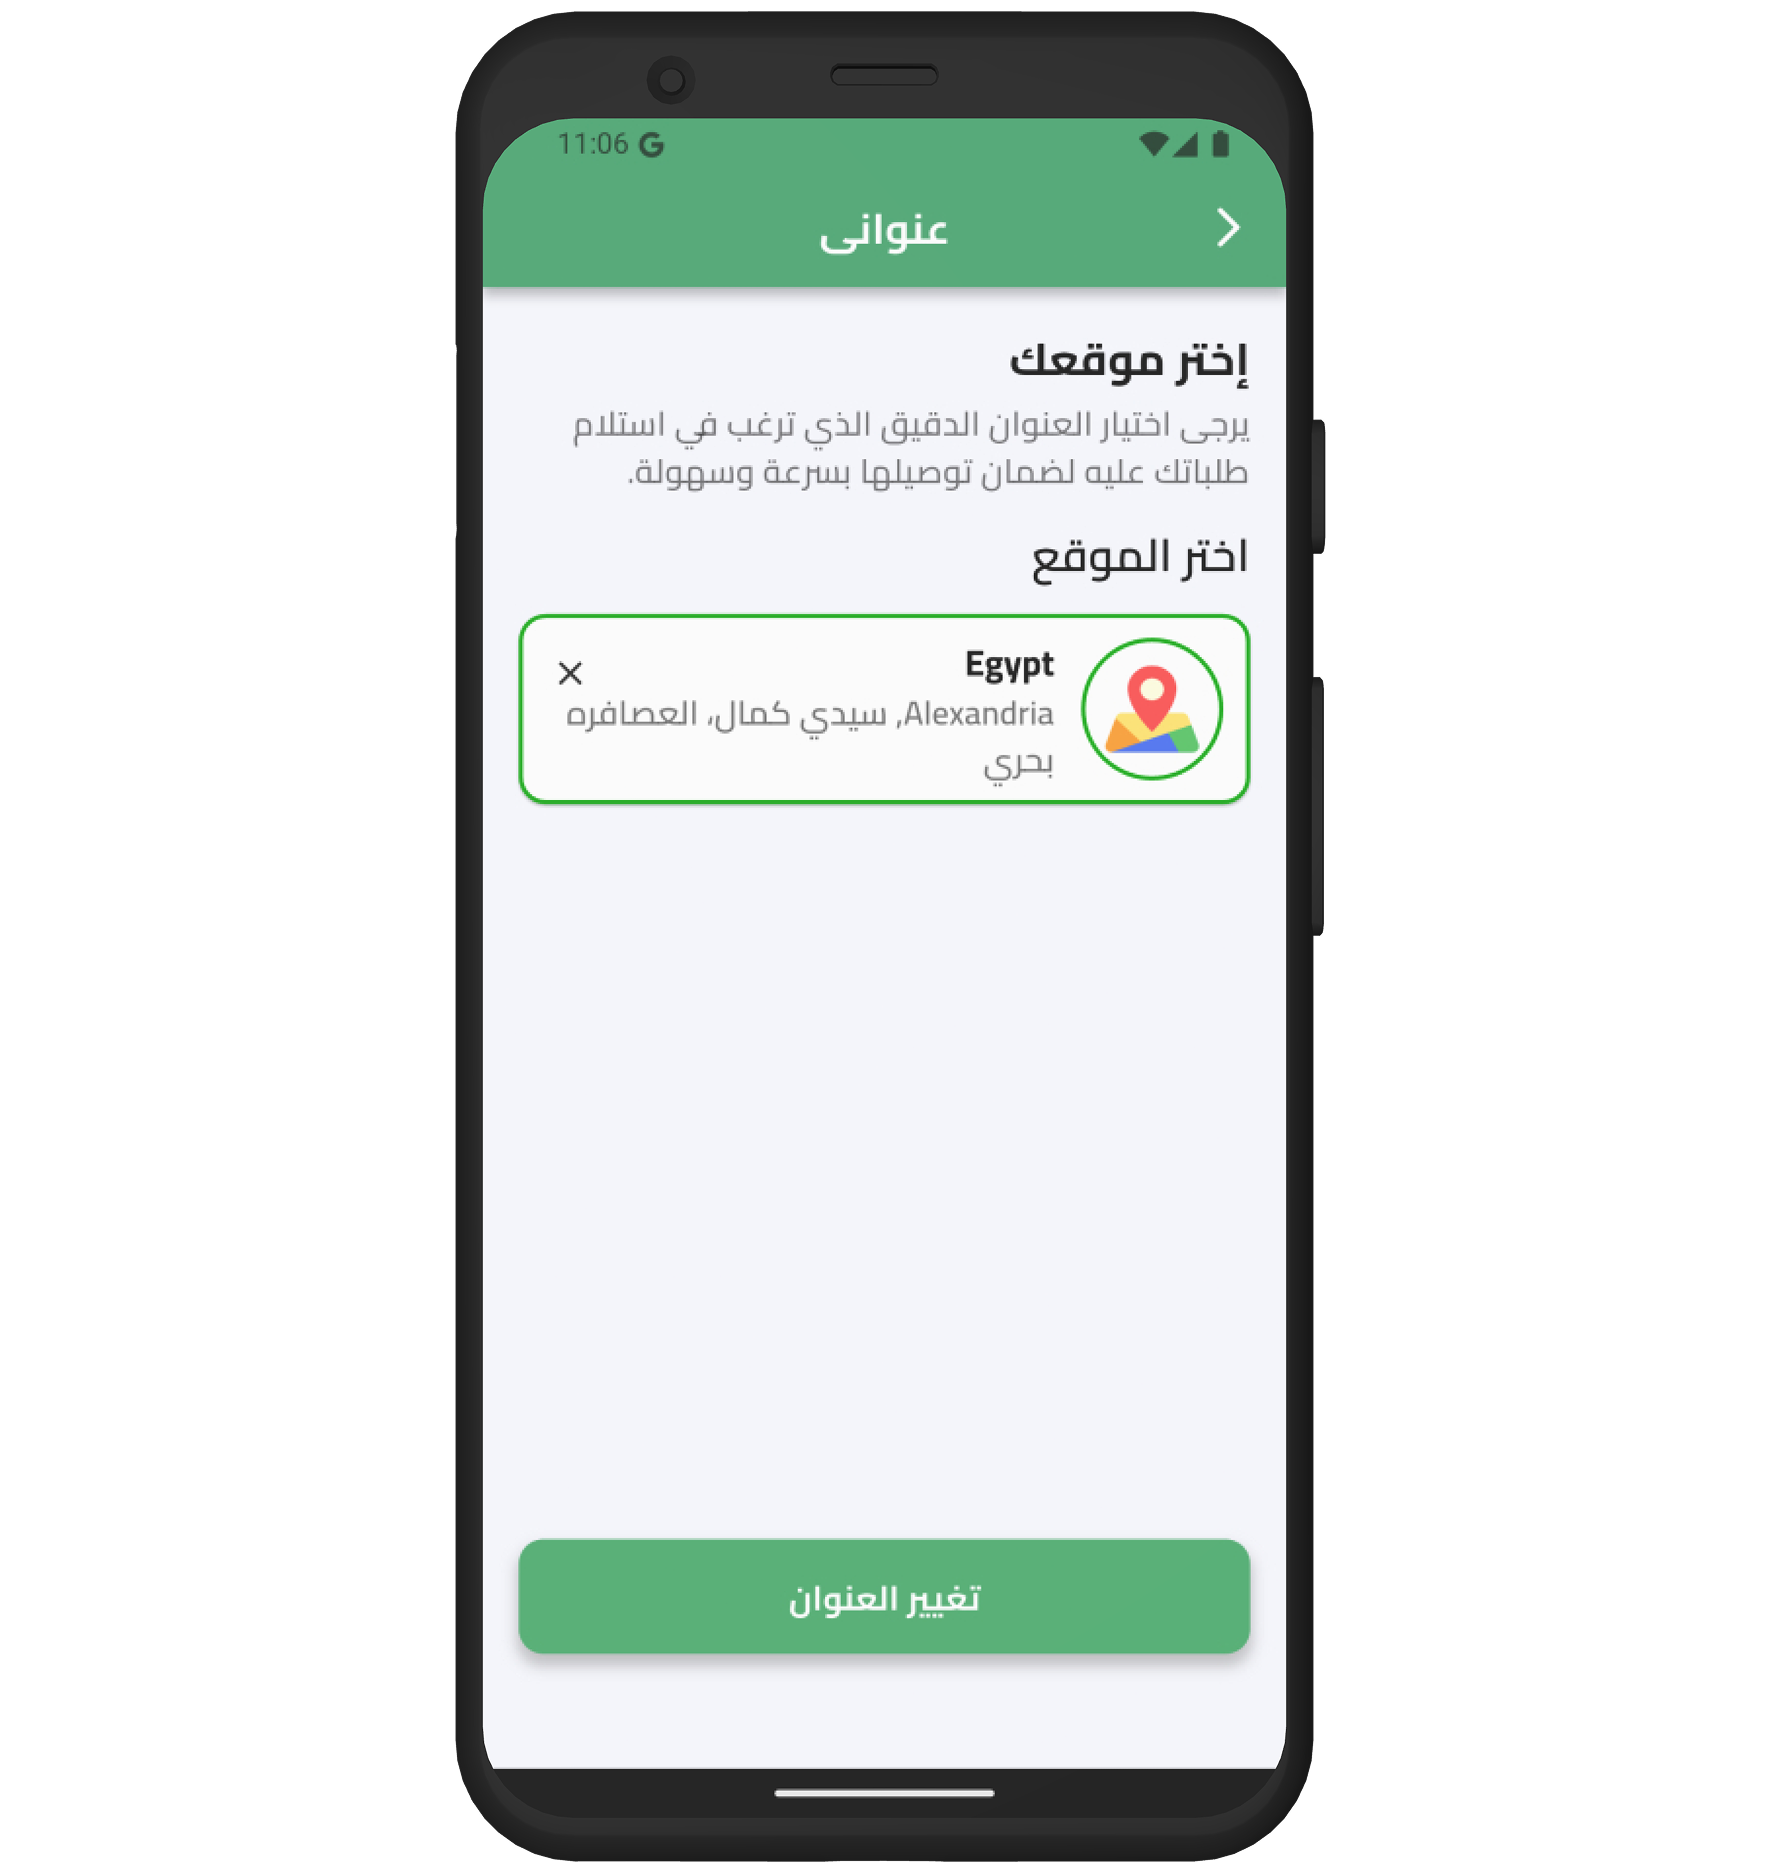 11:06 G
عنوانى
إختر موقعك
يرجى اختيار العنوان الدقيق الذي ترغب في استلام
طلباتك عليه لضمان توصيلها بسرعة وسهولة.
اختر الموقع
Egypt
Alexandria, سيدي كمال، العصافره
بحري
تغيير العنوان